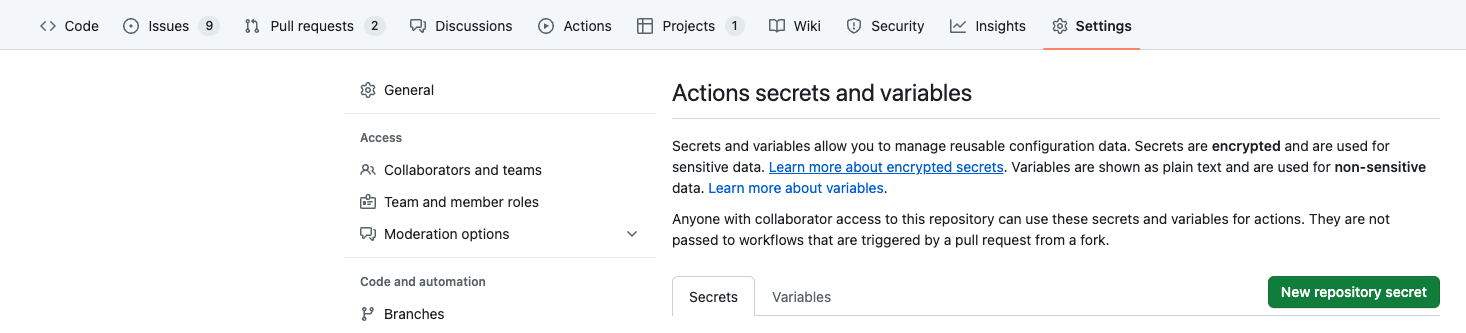 Code Issues 9 Pull requests 2 Discussions Actions Projects 1 Wiki Security Insights Settings
General
Access
Collaborators and teams
Team and member roles
Moderation options
Code and automation
Branches
Actions secrets and variables
Secrets and variables allow you to manage reusable configuration data. Secrets are encrypted and are used for
sensitive data. Learn more about encrypted secrets. Variables are shown as plain text and are used for non-sensitive
data. Learn more about variables.
Anyone with collaborator access to this repository can use these secrets and variables for actions. They are not
passed to workflows that are triggered by a pull request from a fork.
Secrets Variables New repository secret